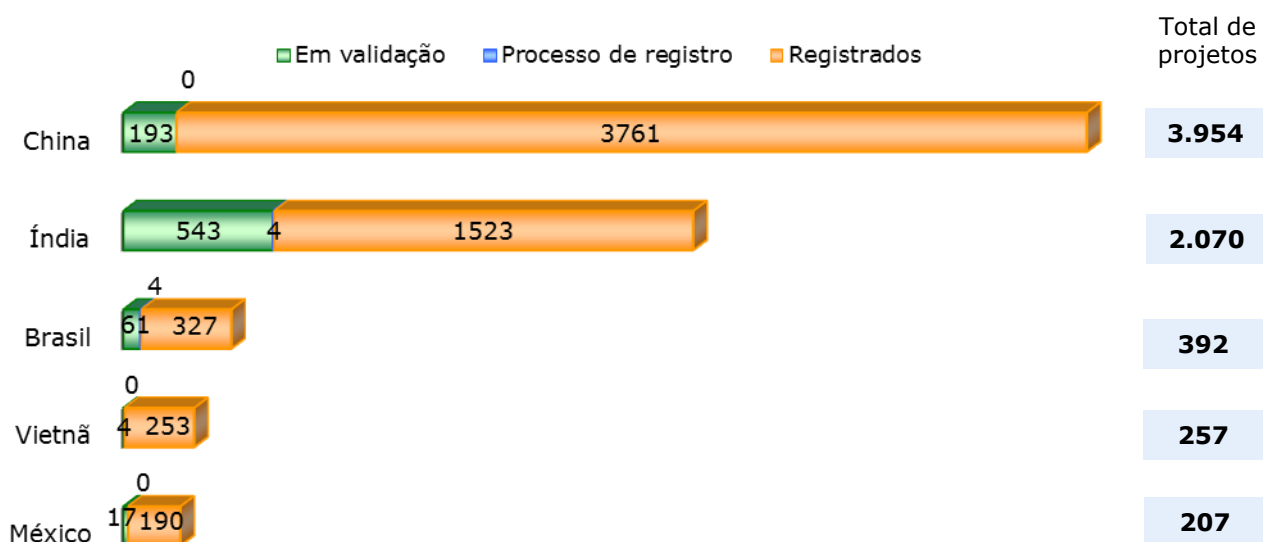 Total de
projetos
Em validação Processo de registro Registrados
0
China 193 3761 3.954
Índia 543 4 1523 2.070
4
Brasil 61 327 392
0
Vietnã 4 253 257
0
México 17 190 207